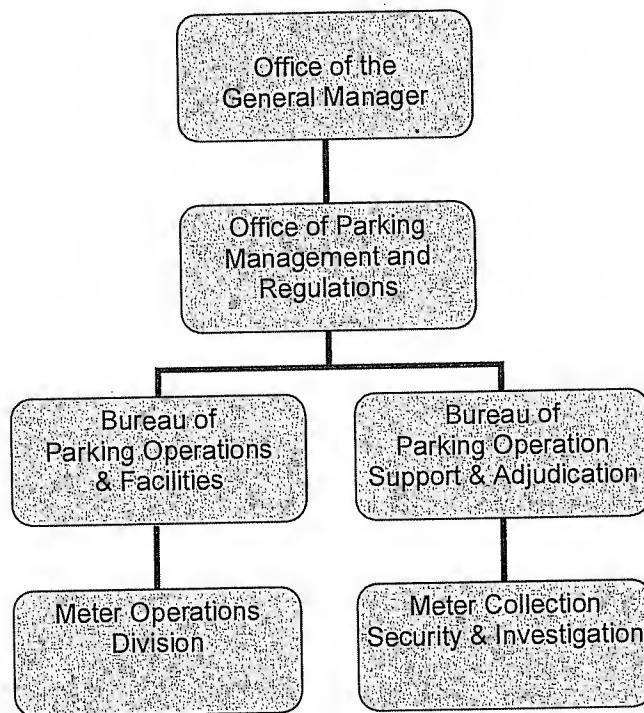 Office of the
General Manager
Office of Parking
Management and
Regulations
Bureau of
Parking Operations
& Facilities
Bureau of
Parking Operation
Support & Adjudication
Meter Operations
Division
Meter Collection
Security & Investigation